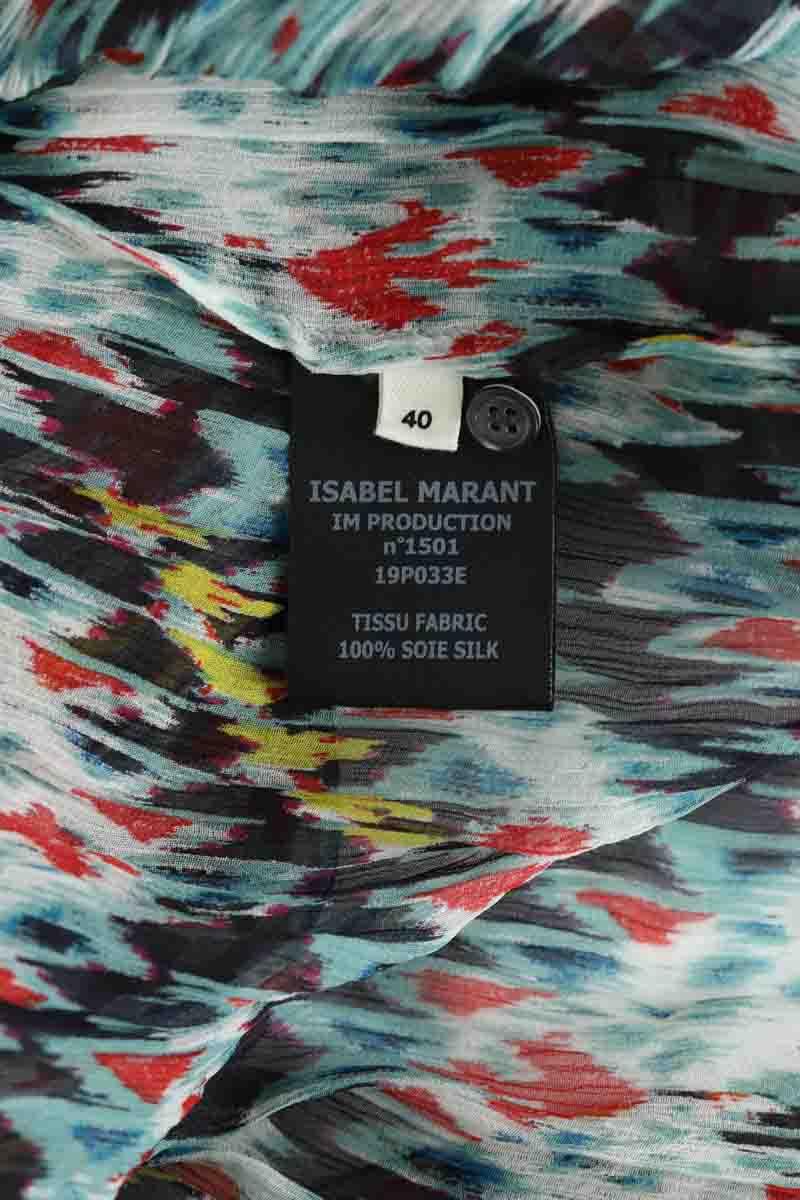 40
ISABEL MARANT
IM PRODUCTION
n°1501
19P033E
TISSU FABRIC
100% SOIE SILK